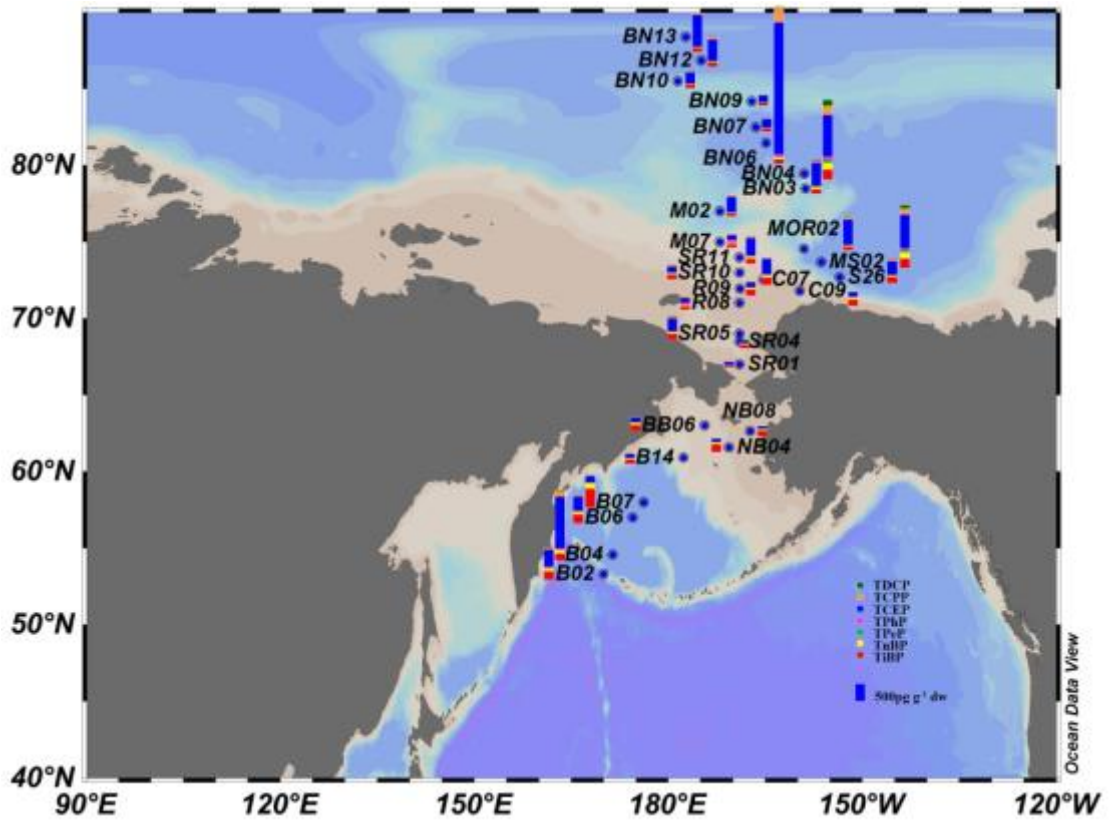 BN13
BN12
BN10
BN09
BN07
80°N
BN06
BN04
BN03
M02
MOR02
M07
SR11
MS02
SR10
C07
S26
R09
C09
R08
70°N
SR05
SR04
SR01
NB08
BB06
NB04
B14
60°N
B07
B06
B04
B02
TDCP
TCPP
TCEP
TPhP
50°N
TnBP
TiBP
500pg g⁻¹ dw
Ocean Data View
40°N
90°E 120°E 150°E 180°E 150°W 120°W